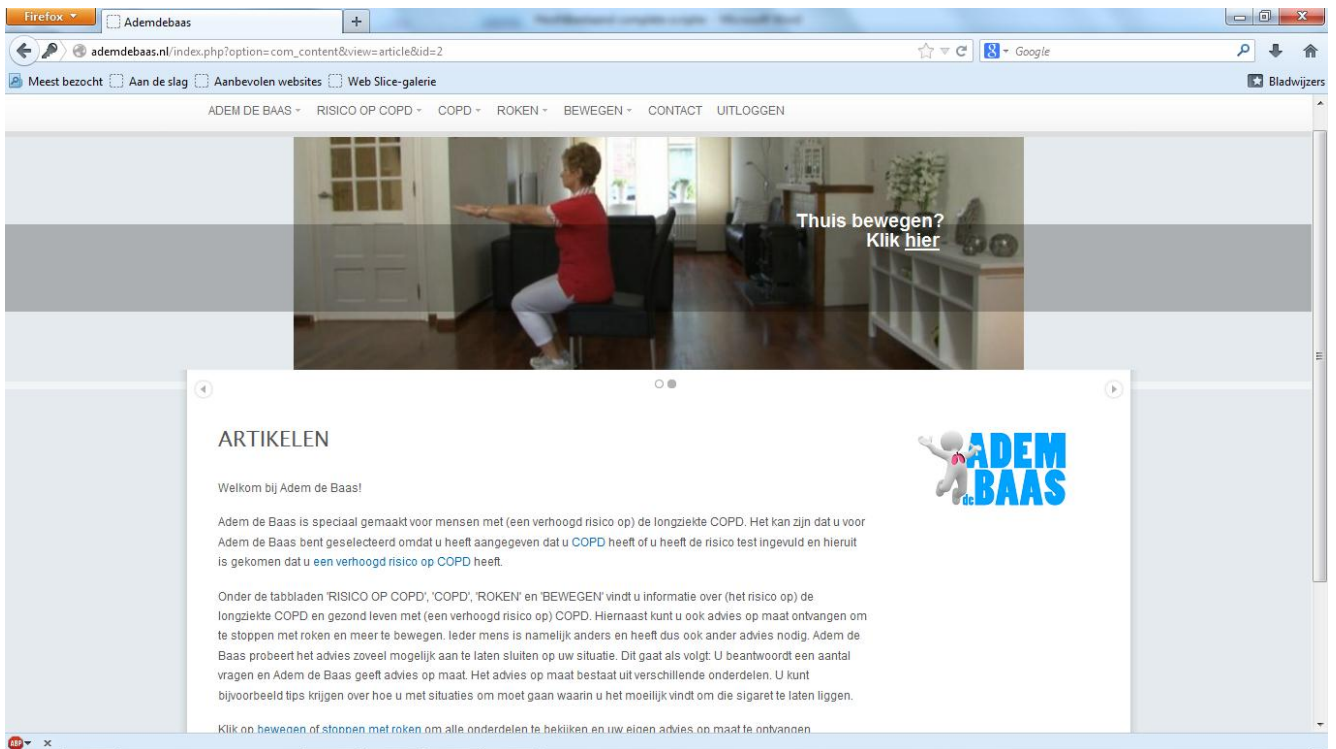 Firefox
Ademdebaas
ademdebaas.nl/index.php?option=com_content&view=article&id=2
Google
Meest bezocht Aan de slag Aanbevolen websites Web Slice-galerie Bladwijzers
ADEM DE BAAS RISICO OP COPD COPD ROKEN BEWEGEN CONTACT UITLOGGEN
Thuis bewegen?
Klik hier
ARTIKELEN
ADEM
de BAAS
Welkom bij Adem de Baas!
Adem de Baas is speciaal gemaakt voor mensen met (een verhoogd risico op) de longziekte COPD. Het kan zijn dat u voor
Adem de Baas bent geselecteerd omdat u heeft aangegeven dat u COPD heeft of u heeft de risico test ingevuld en hieruit
is gekomen dat u een verhoogd risico op COPD heeft.
Onder de tabbladen 'RISICO OP COPD', 'COPD', 'ROKEN' en 'BEWEGEN' vindt u informatie over (het risico op) de
longziekte COPD en gezond leven met (een verhoogd risico op) COPD. Hiernaast kunt u ook advies op maat ontvangen om
te stoppen met roken en meer te bewegen. Ieder mens is namelijk anders en heeft dus ook ander advies nodig. Adem de
Baas probeert het advies zoveel mogelijk aan te laten sluiten op uw situatie. Dit gaat als volgt: U beantwoordt een aantal
vragen en Adem de Baas geeft advies op maat. Het advies op maat bestaat uit verschillende onderdelen. U kunt
bijvoorbeeld tips krijgen over hoe u met situaties om moet gaan waarin u het moeilijk vindt om die sigaret te laten liggen.
Klik op bewegen of stoppen met roken om alle onderdelen te bekijken en uw eigen advies op maat te ontvangen
ABP